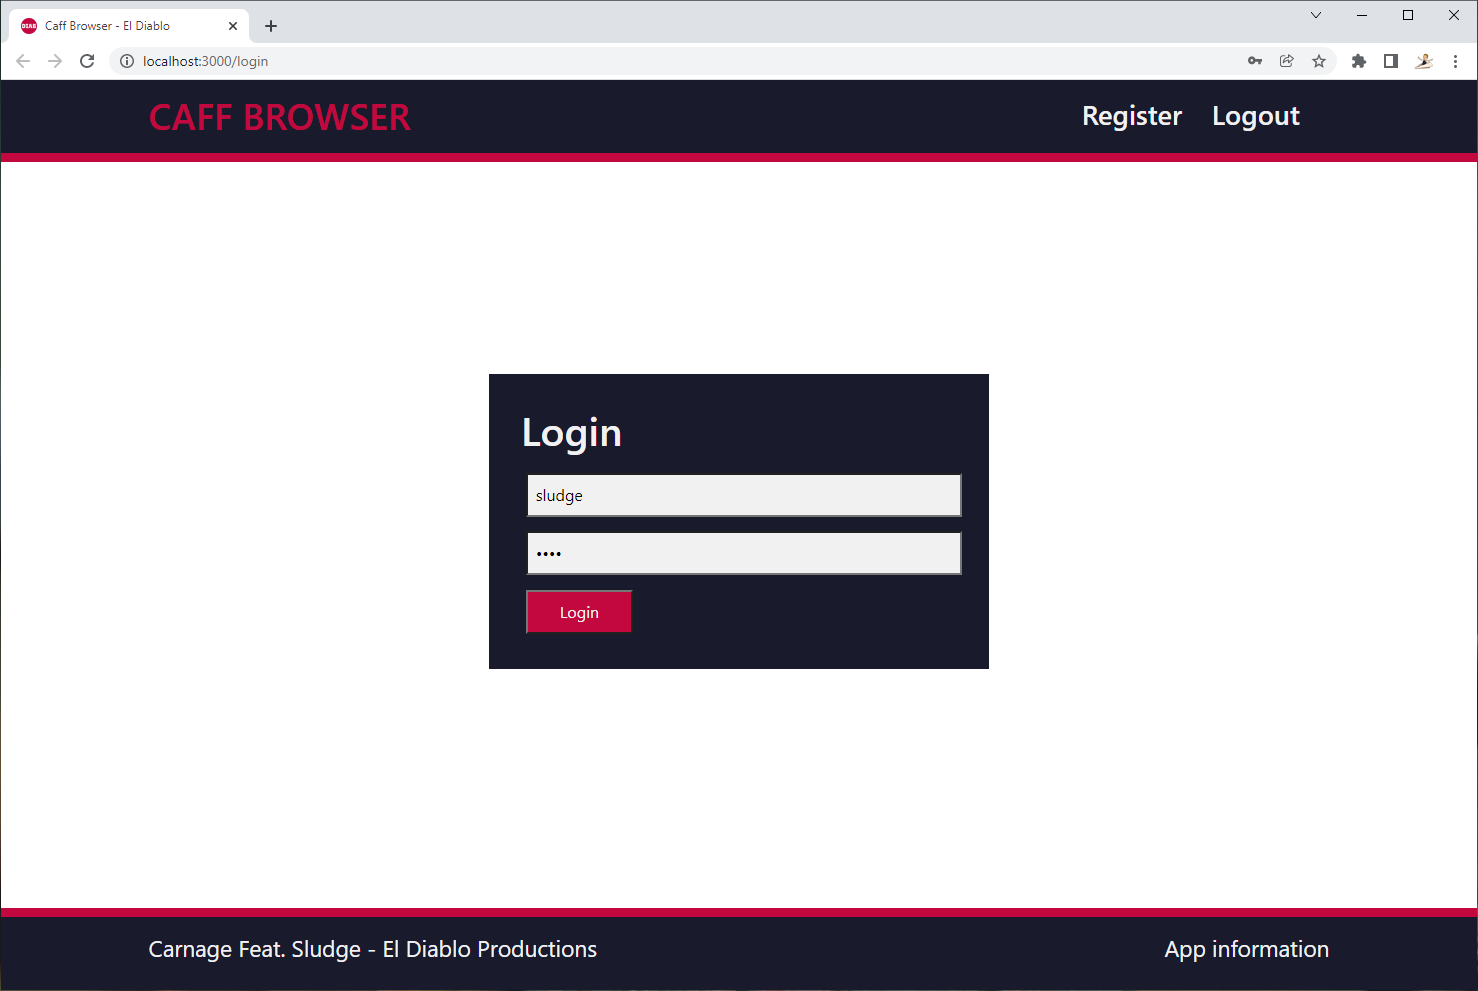 Caff Browser - El Diablo
localhost:3000/login
CAFF BROWSER
Register Logout
Login
sludge
••••
Login
Carnage Feat. Sludge - El Diablo Productions
App information